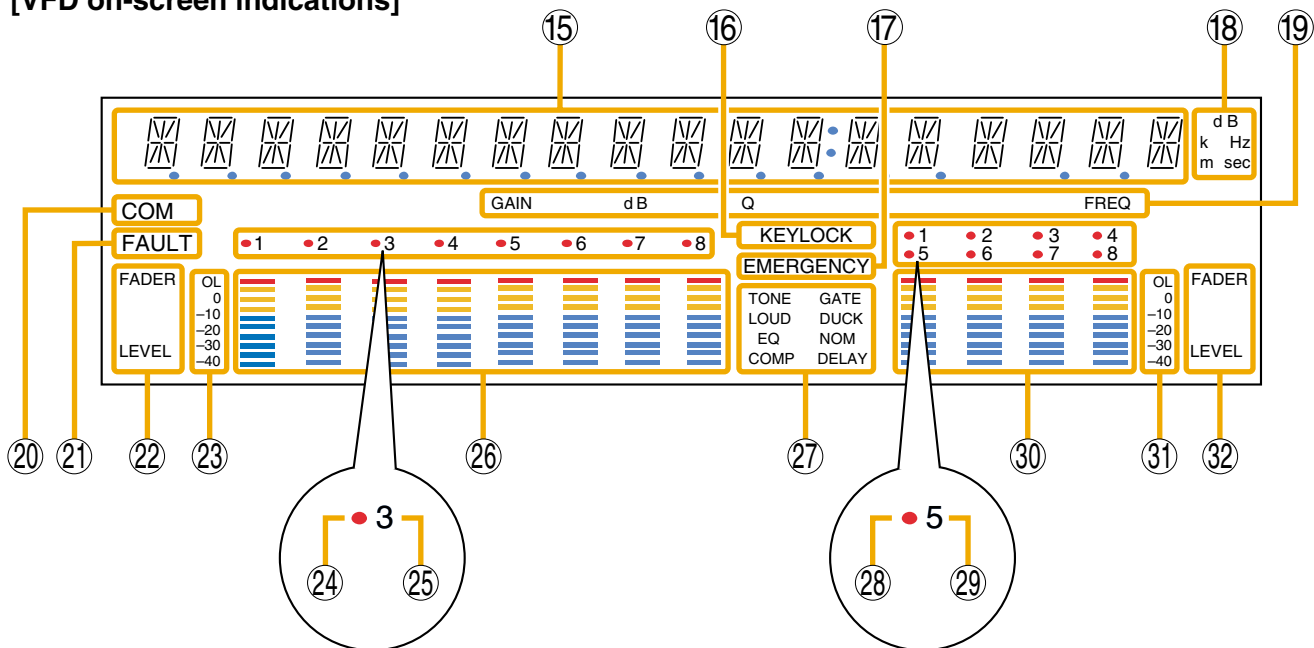 [VFD on-screen indications]
15 16 17 18 19
dB
k Hz
m sec
GAIN dB Q FREQ
20 COM
21 FAULT
1 2 3 4 5 6 7 8
KEYLOCK
1 2 3 4
5 6 7 8
EMERGENCY
FADER
LEVEL
OL
0
–10
–20
–30
–40
TONE GATE
LOUD DUCK
EQ NOM
COMP DELAY
OL
0
–10
–20
–30
–40
FADER
LEVEL
22 23 26 27 30 31 32
3
24 25
5
28 29